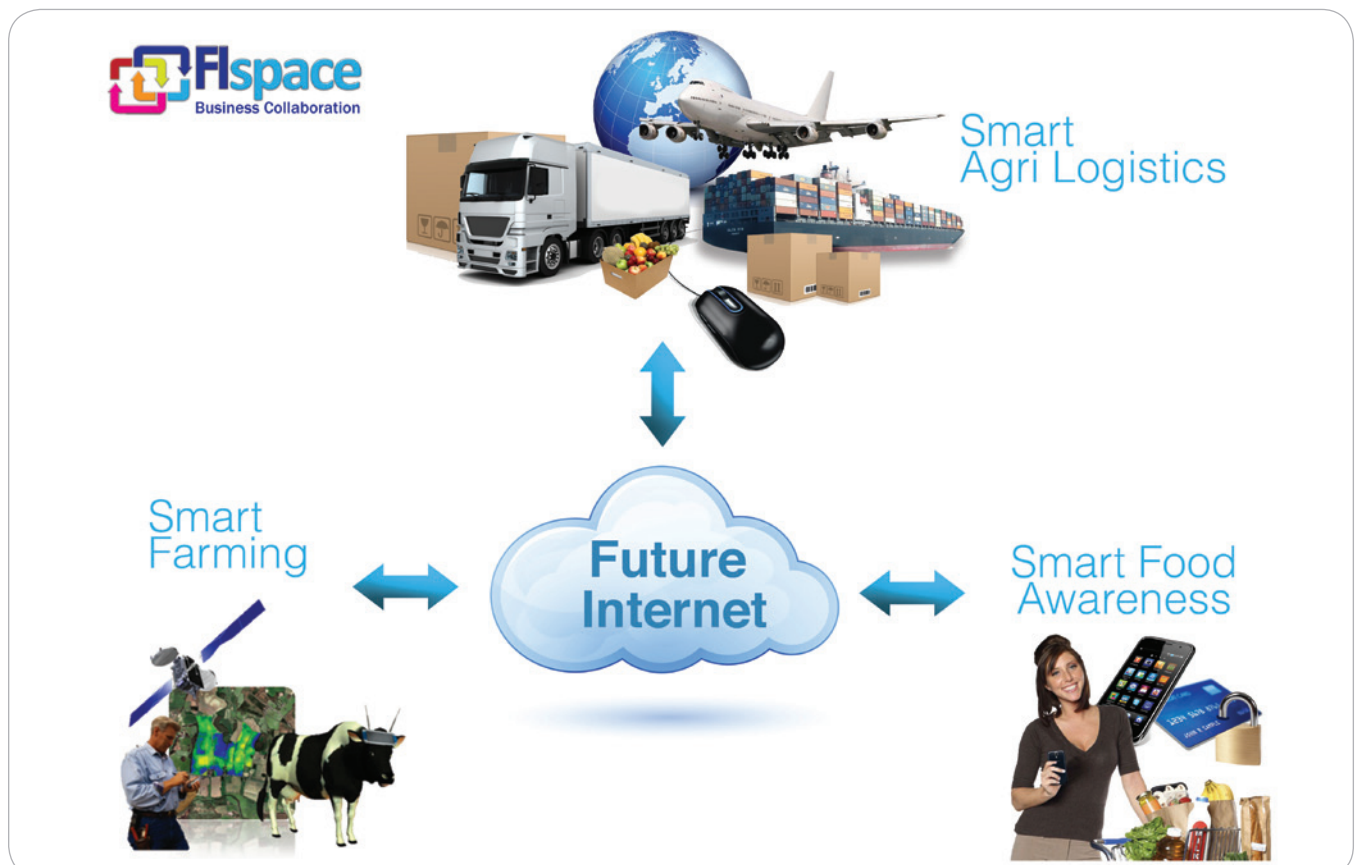 FIspace
Business Collaboration
Smart
Agri Logistics
Smart
Farming
Future
Internet
Smart Food
Awareness